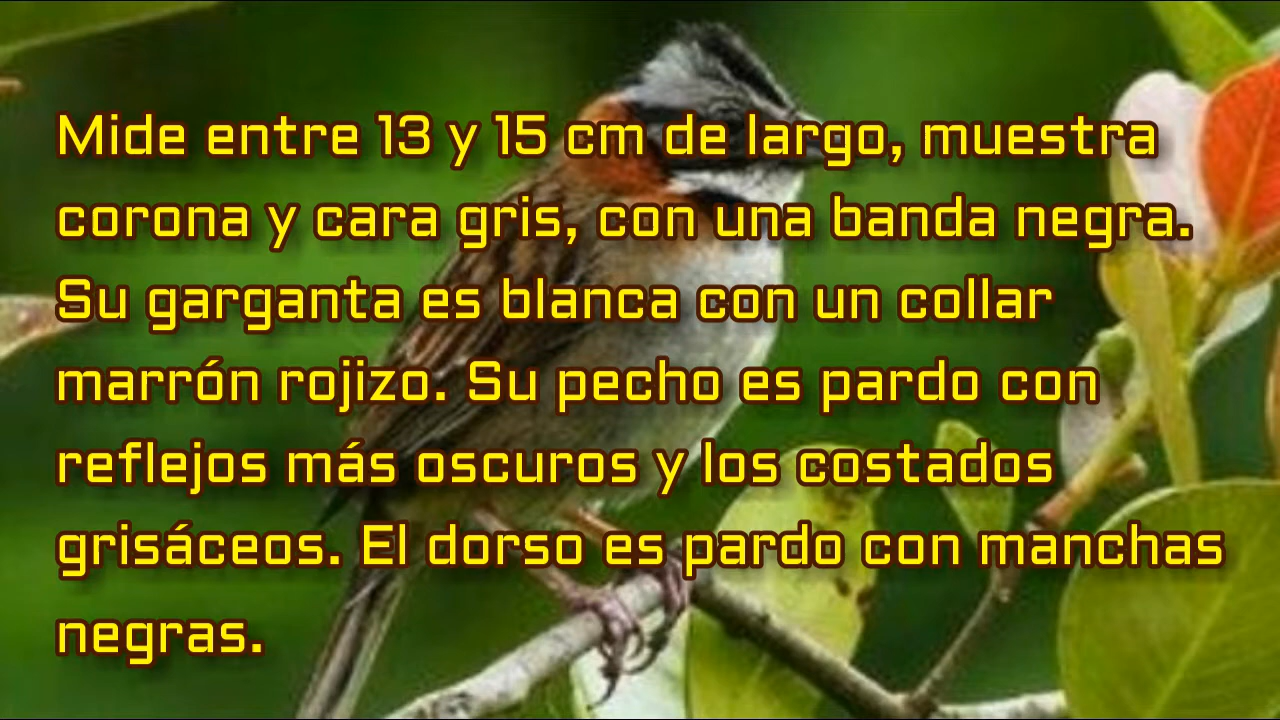 Mide entre 13 y 15 cm de largo, muestra
corona y cara gris, con una banda negra.
Su garganta es blanca con un collar
marrón rojizo. Su pecho es pardo con
reflejos más oscuros y los costados
grisáceos. El dorso es pardo con manchas
negras.